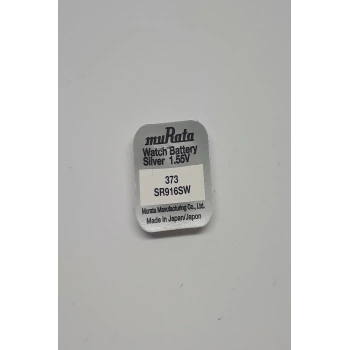 muRata
Watch Battery
Silver 1.55V
373
SR916SW
Murata Manufacturing Co., Ltd.
Made in Japan/Japon